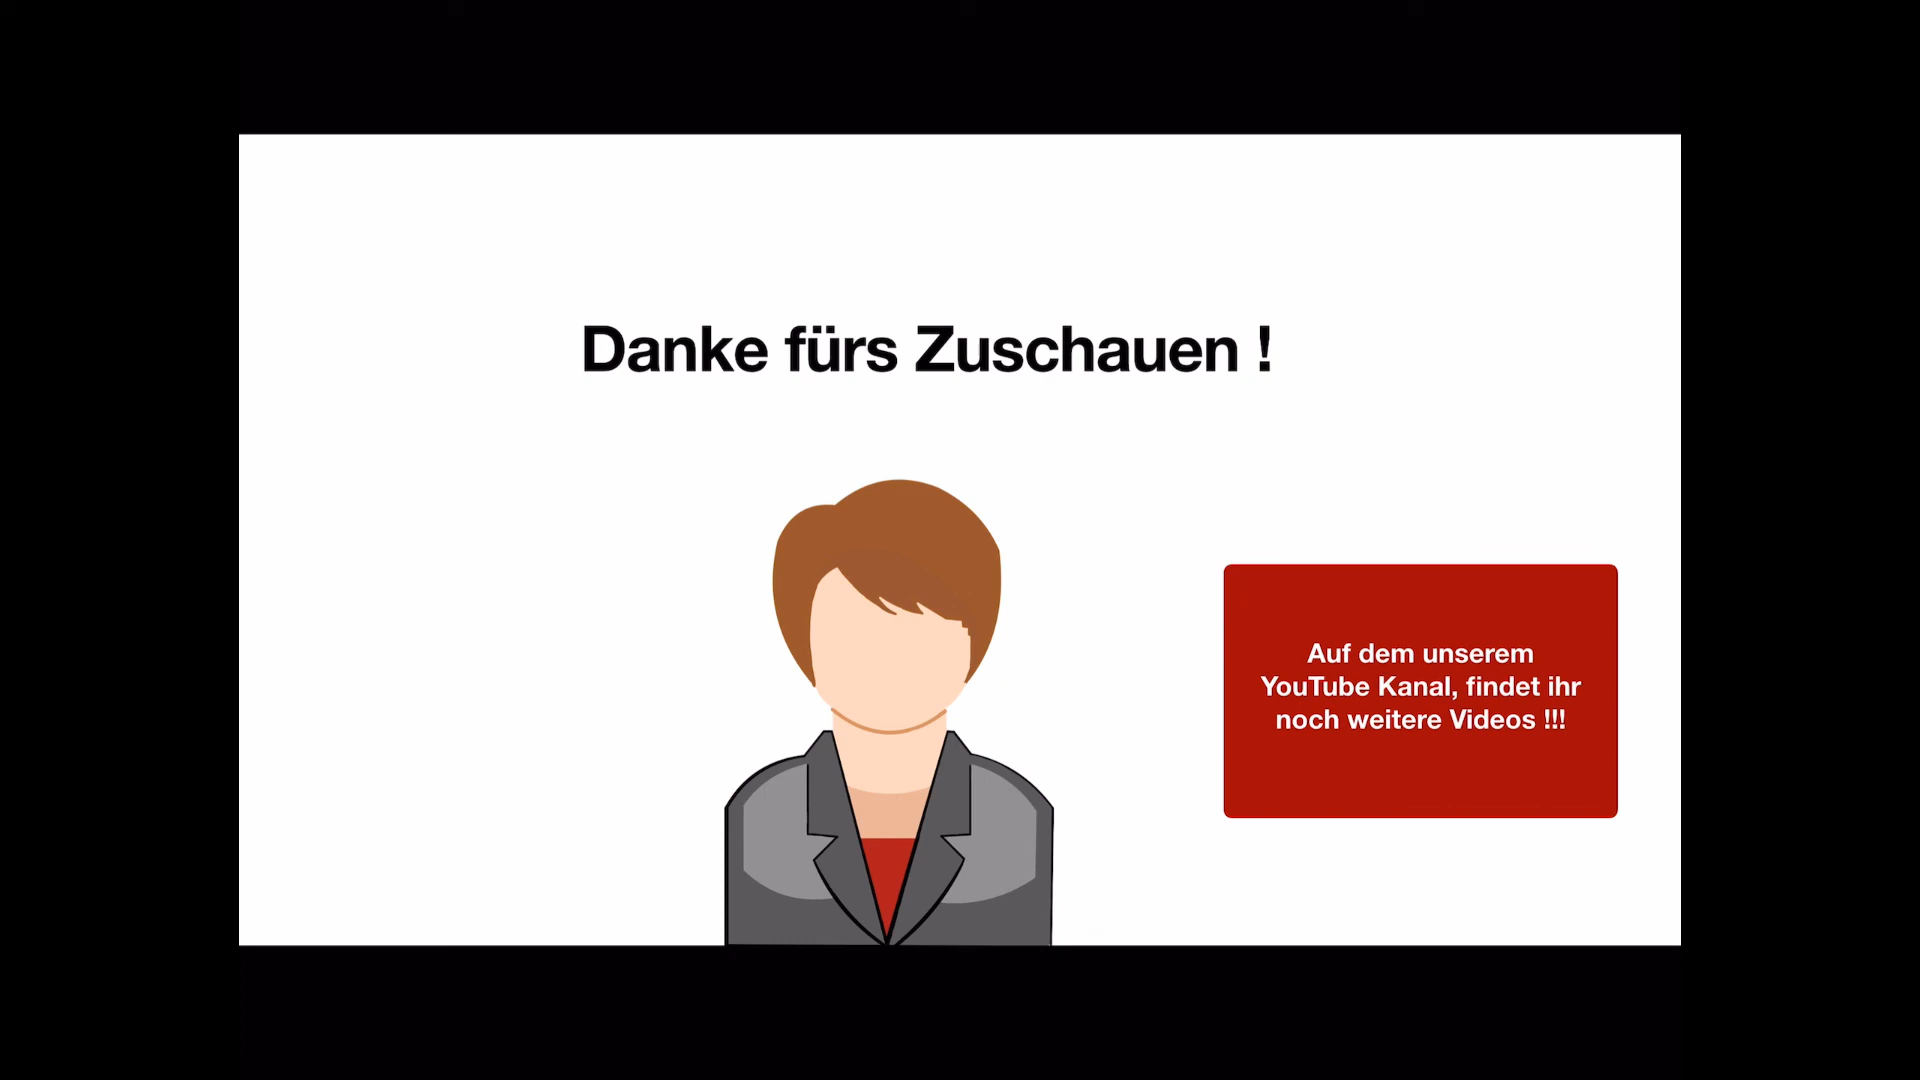 Danke fürs Zuschauen !
Auf dem unserem
YouTube Kanal, findet ihr
noch weitere Videos !!!